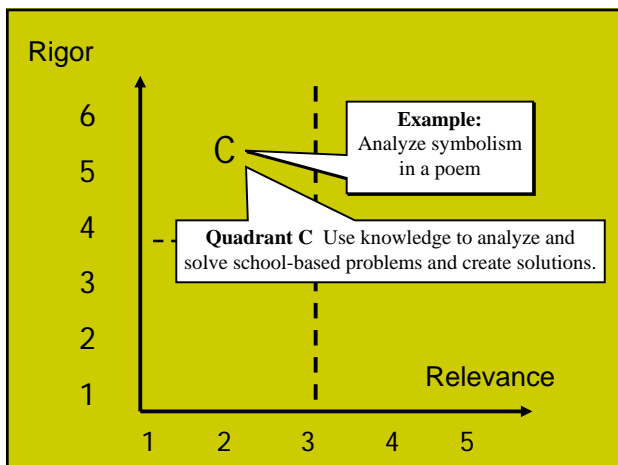 Rigor
6
5
4
3
2
1
C
Example:
Analyze symbolism
in a poem
Quadrant C Use knowledge to analyze and
solve school-based problems and create solutions.
Relevance
1 2 3 4 5